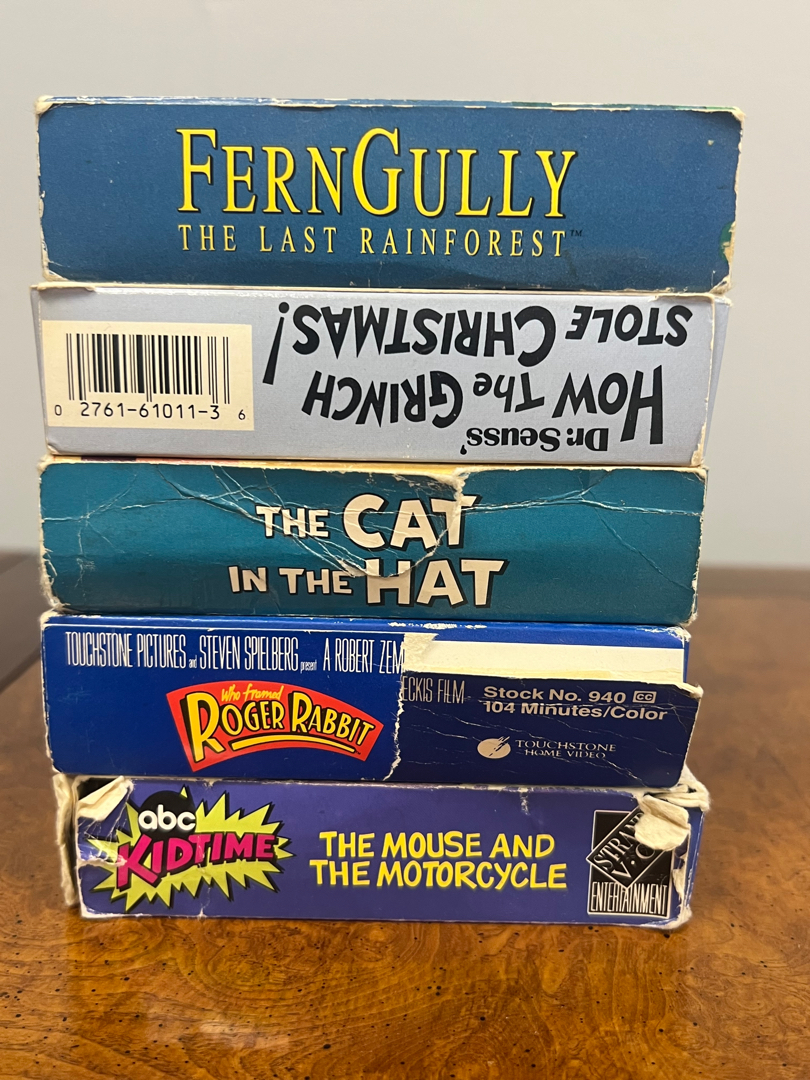 FERNGULLY
THE LAST RAINFOREST™
Dr. Seuss'
HOW The GRINCH
STOLE CHRISTMAS!
0 2761-61011-3 6
THE CAT
IN THE HAT
TOUCHSTONE PICTURES and STEVEN SPIELBERG present A ROBERT ZEMECKIS FILM
Who framed
ROGER RABBIT
Stock No. 940 CC
104 Minutes/Color
TOUCHSTONE
HOME VIDEO
abc
KIDTIME
THE MOUSE AND
THE MOTORCYCLE
STRAND
V·C
ENTERTAINMENT